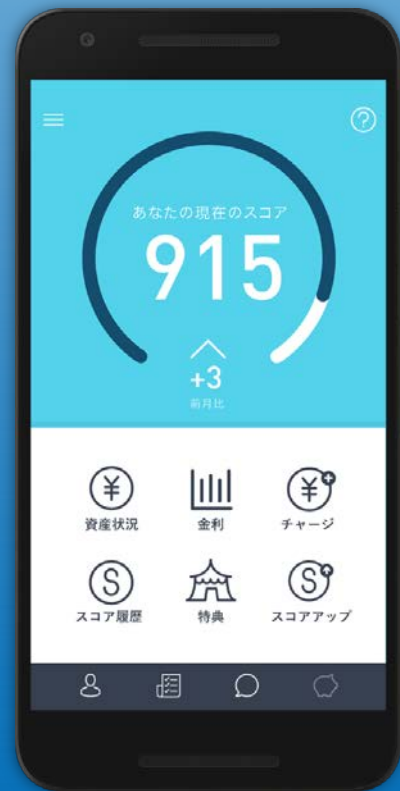 あなたの現在のスコア
915
+3
前月比
資産状況
金利
チャージ
スコア履歴
特典
スコアアップ